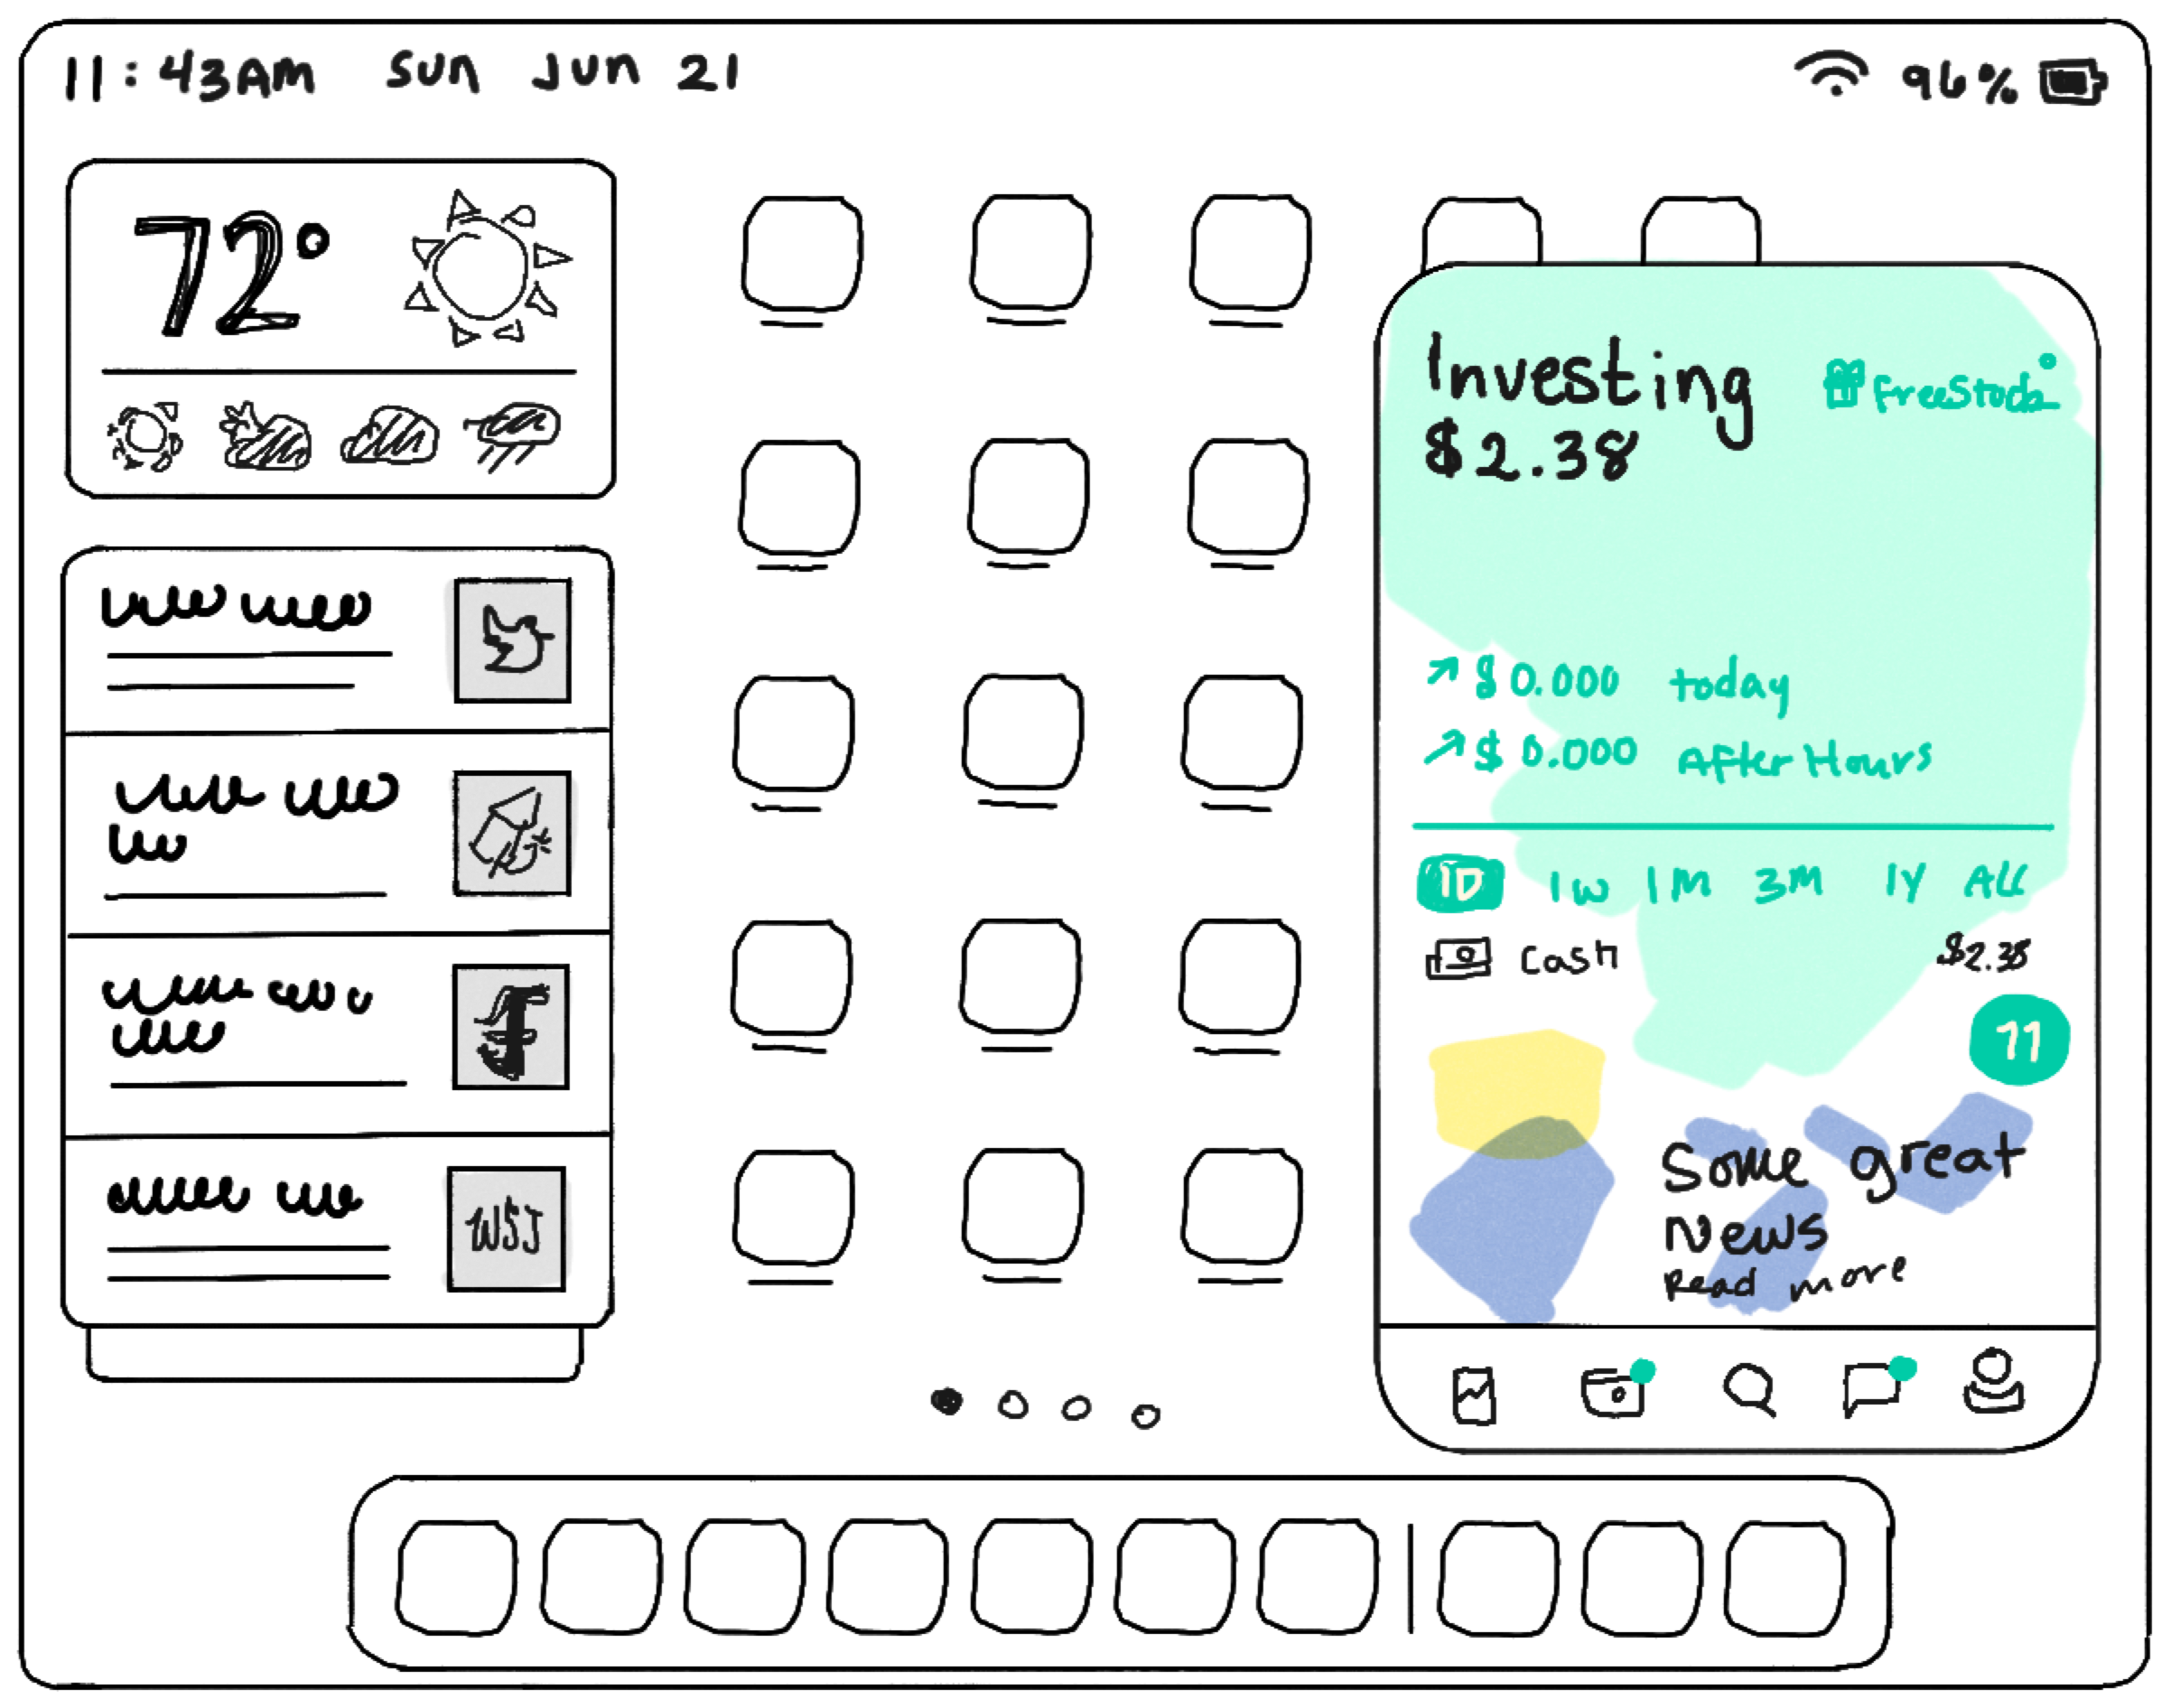 11:43AM Sun Jun 21
96%
72°
WSJ
Investing
$2.38
FreeStock
↗ $0.000 today
↗ $0.000 After Hours
1D 1W 1M 3M 1Y All
Cash $2.38
11
Some great
News
Read more